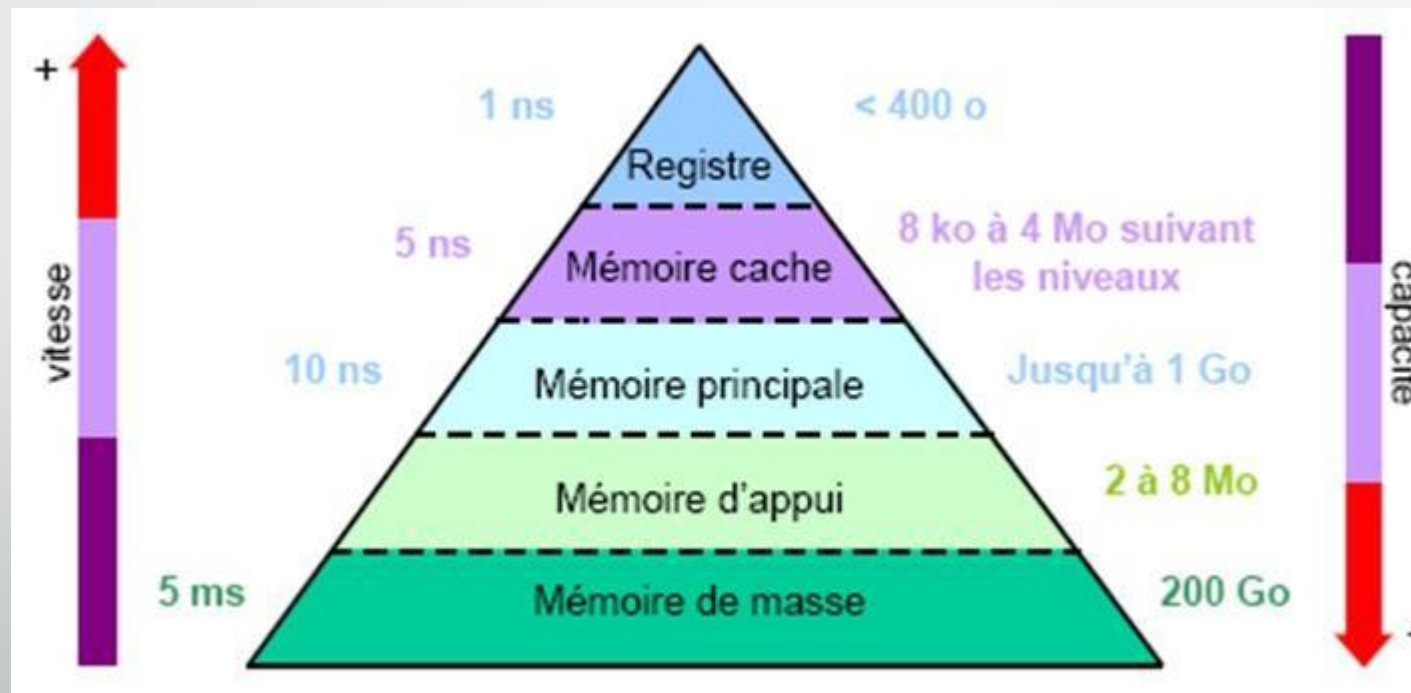 +
vitesse
1 ns
Registre
< 400 o
5 ns
Mémoire cache
8 ko à 4 Mo suivant
les niveaux
10 ns
Mémoire principale
Jusqu'à 1 Go
Mémoire d'appui
2 à 8 Mo
5 ms
Mémoire de masse
200 Go
capacité